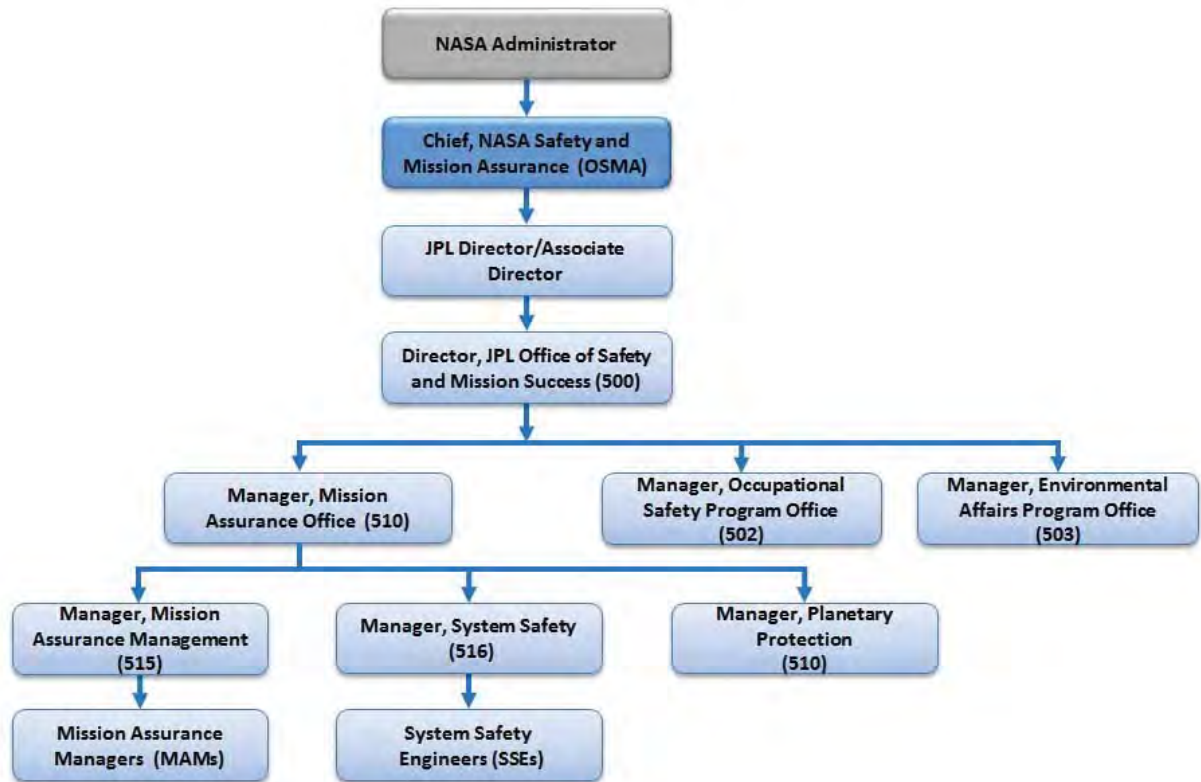 NASA Administrator
Chief, NASA Safety and
Mission Assurance (OSMA)
JPL Director/Associate
Director
Director, JPL Office of Safety
and Mission Success (500)
Manager, Mission
Assurance Office (510)
Manager, Occupational
Safety Program Office
(502)
Manager, Environmental
Affairs Program Office
(503)
Manager, Mission
Assurance Management
(515)
Manager, System Safety
(516)
Manager, Planetary
Protection
(510)
Mission Assurance
Managers (MAMs)
System Safety
Engineers (SSEs)